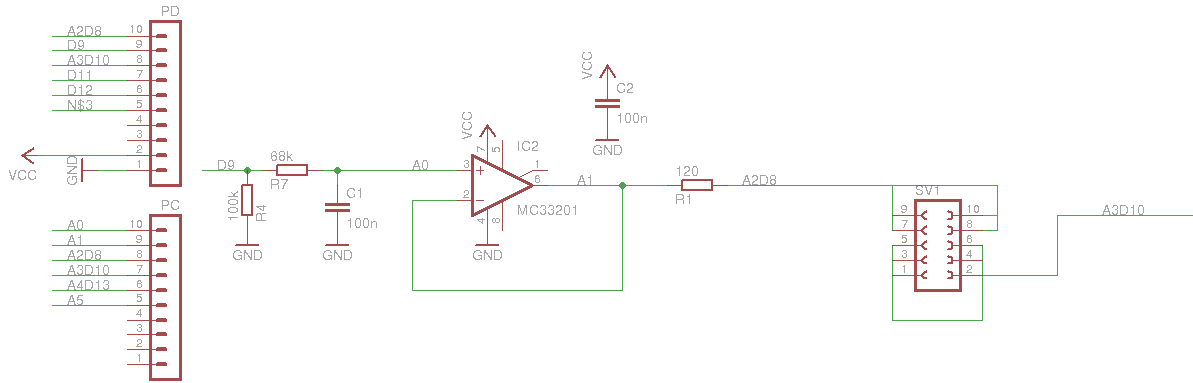 PD
A2D8 10
D9 9
A3D10 8
D11 7
D12 6
N$3 5
4
3
2
1
VCC
GND
PC
A0 10
A1 9
A2D8 8
A3D10 7
A4D13 6
A5 5
4
3
2
1
D9
68k
R7
100k
R4
GND
C1
100n
GND
A0
VCC
7
5
IC2
3
1
2
6
4
8
MC33201
GND
VCC
C2
100n
GND
A1
120
R1
A2D8
SV1
9 10
7 8
5 6
3 4
1 2
A3D10